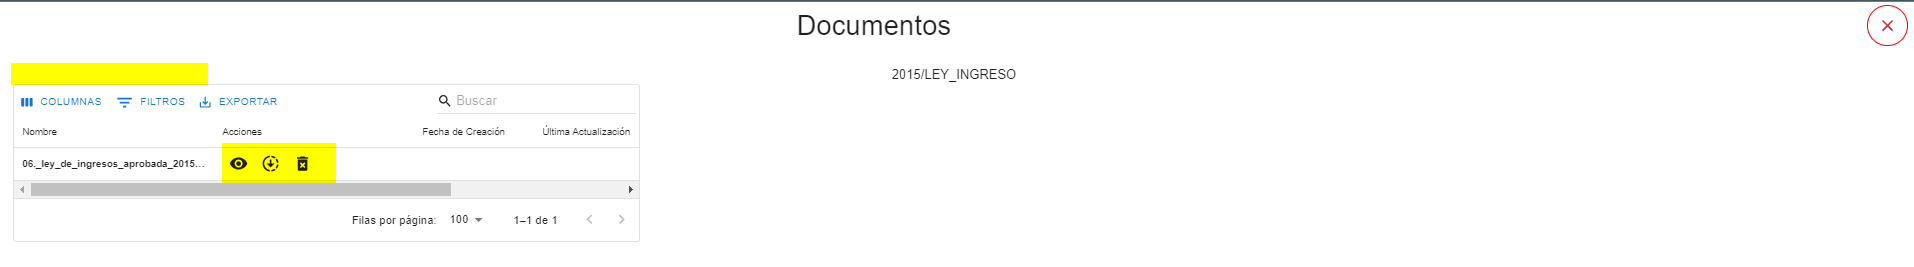 Documentos
2015/LEY_INGRESO
COLUMNAS FILTROS EXPORTAR Buscar
Nombre Acciones Fecha de Creación Última Actualización
06._ley_de_ingresos_aprobada_2015...
Filas por página: 100 1–1 de 1